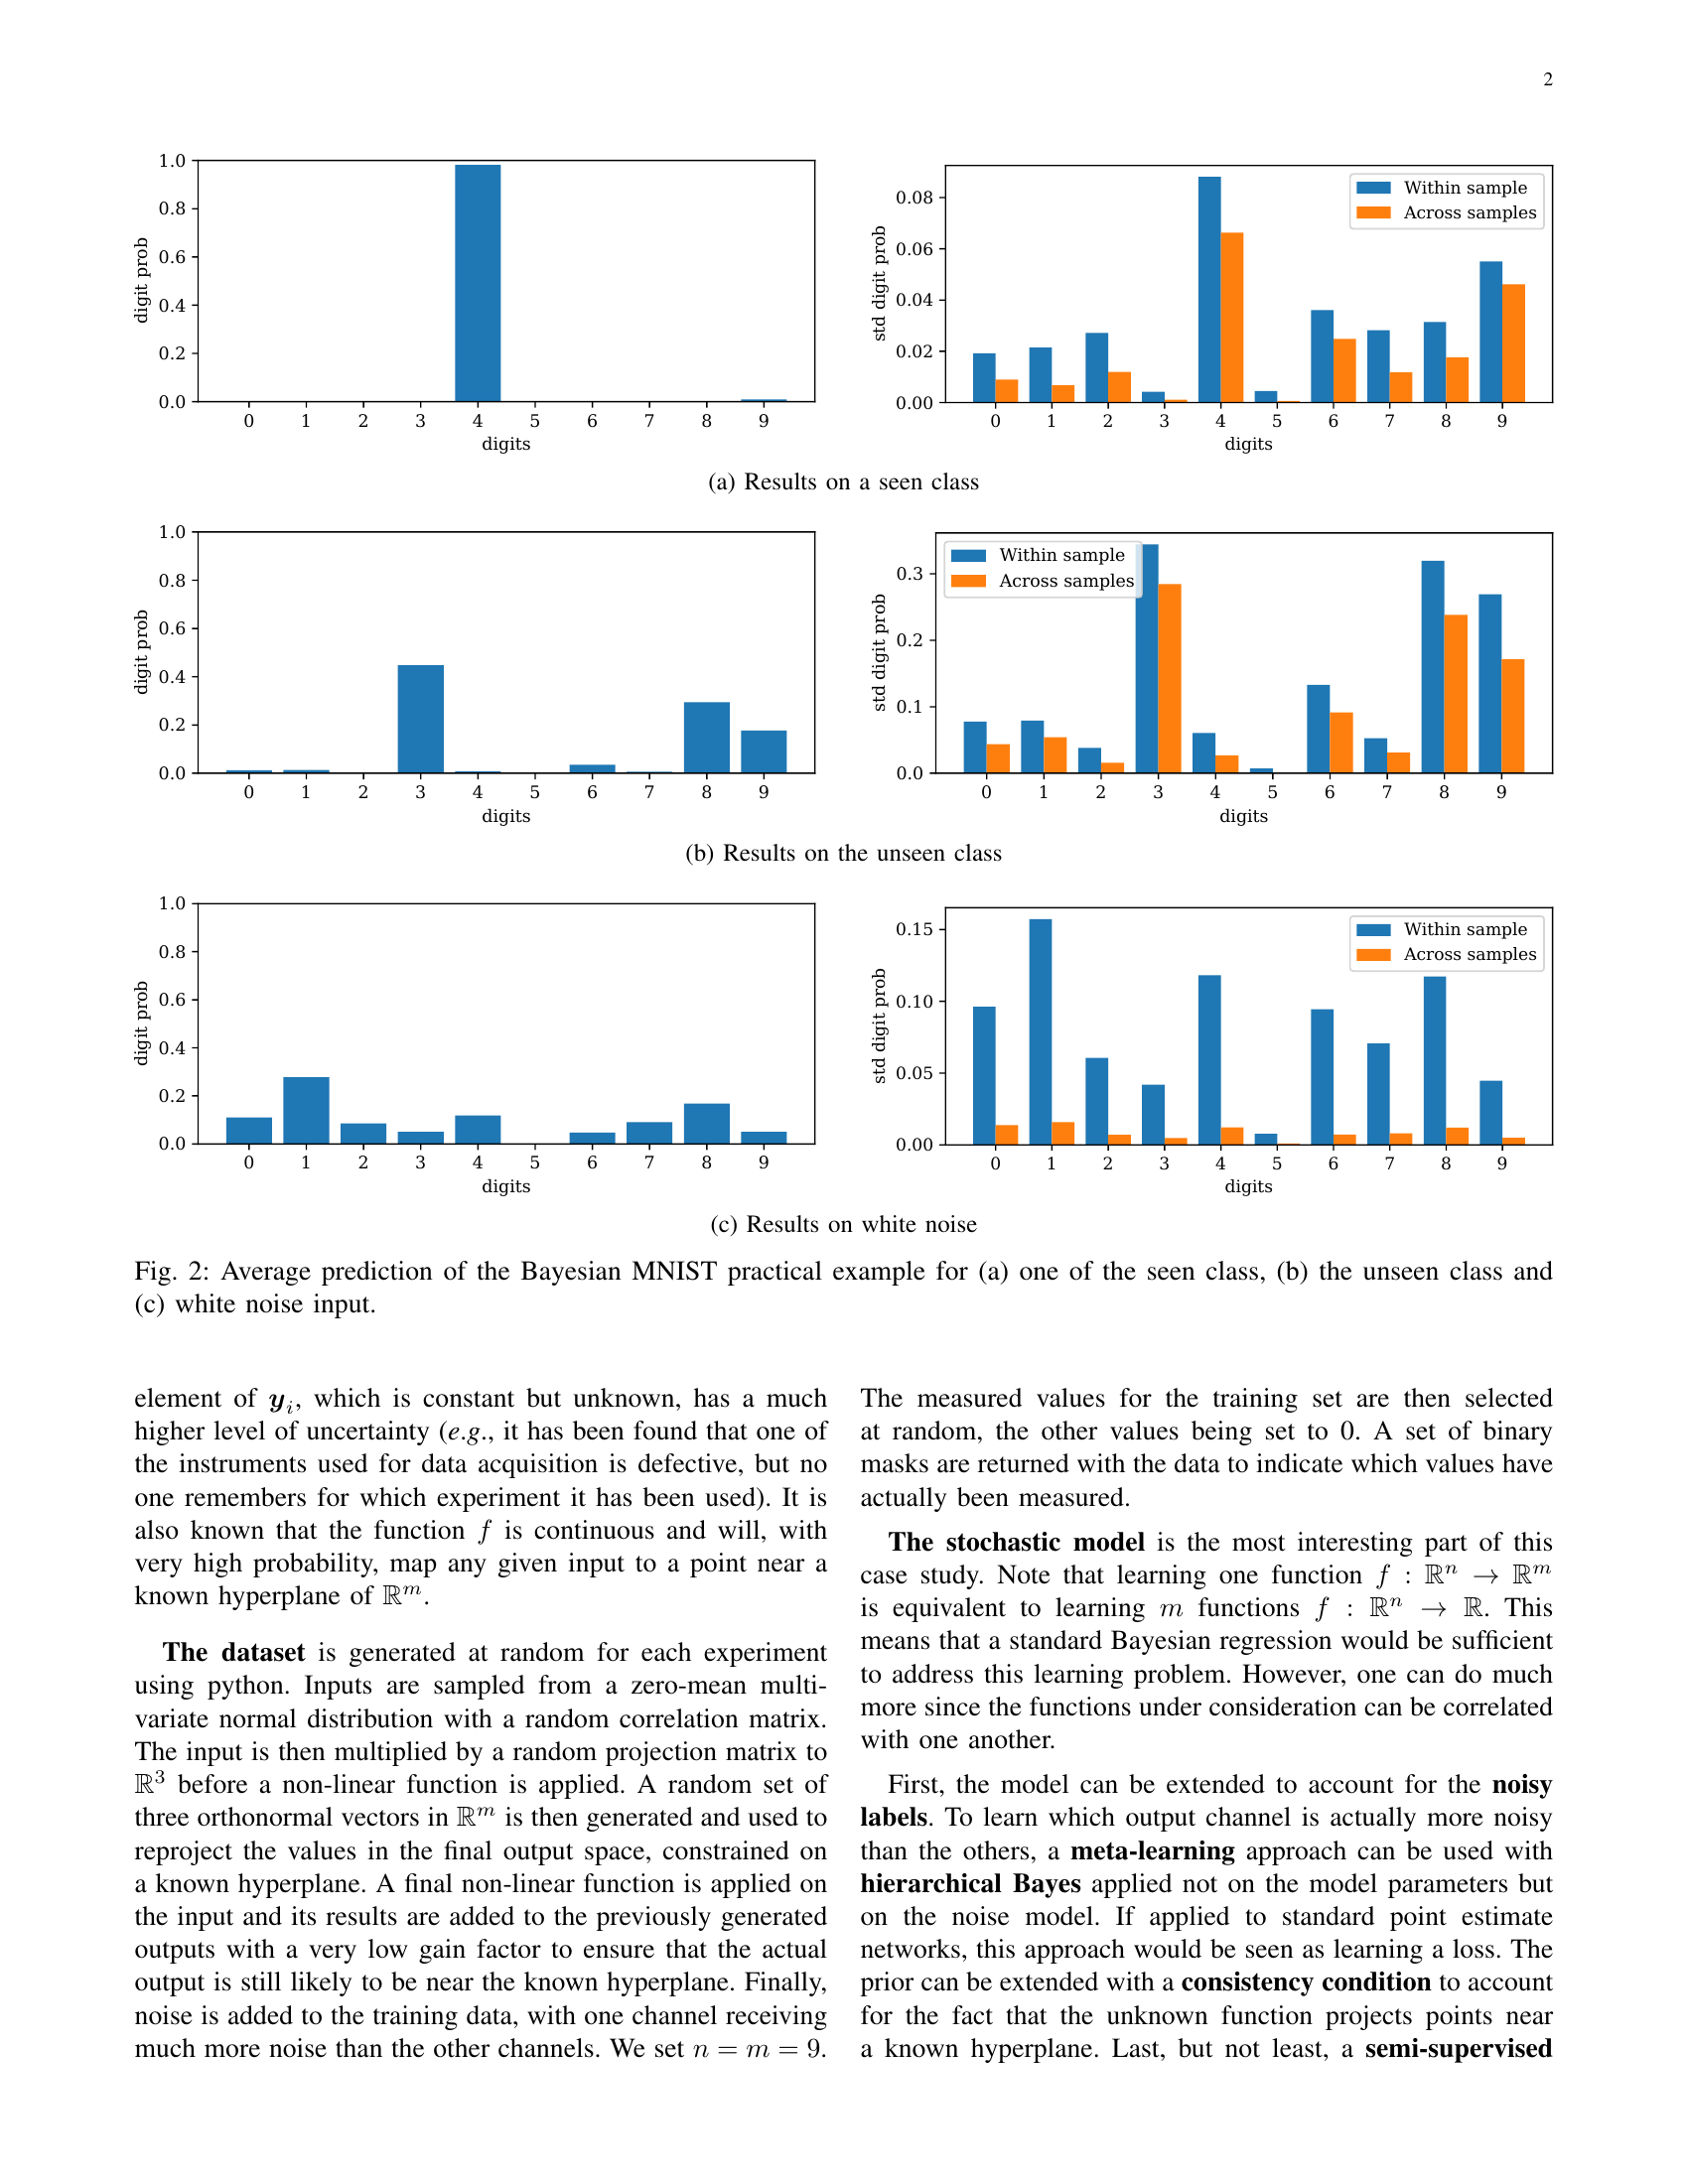 2
1.0
0.8
0.6
0.4
0.2
0.0
digit prob
0 1 2 3 4 5 6 7 8 9
digits
0.08
0.06
0.04
0.02
0.00
std digit prob
Within sample
Across samples
0 1 2 3 4 5 6 7 8 9
digits
(a) Results on a seen class
1.0
0.8
0.6
0.4
0.2
0.0
digit prob
0 1 2 3 4 5 6 7 8 9
digits
0.3
0.2
0.1
0.0
std digit prob
Within sample
Across samples
0 1 2 3 4 5 6 7 8 9
digits
(b) Results on the unseen class
1.0
0.8
0.6
0.4
0.2
0.0
digit prob
0 1 2 3 4 5 6 7 8 9
digits
0.15
0.10
0.05
0.00
std digit prob
Within sample
Across samples
0 1 2 3 4 5 6 7 8 9
digits
(c) Results on white noise
Fig. 2: Average prediction of the Bayesian MNIST practical example for (a) one of the seen class, (b) the unseen class and
(c) white noise input.
element of 𝒚ᵢ, which is constant but unknown, has a much
higher level of uncertainty (e.g., it has been found that one of
the instruments used for data acquisition is defective, but no
one remembers for which experiment it has been used). It is
also known that the function f is continuous and will, with
very high probability, map any given input to a point near a
known hyperplane of ℝᵐ.
The dataset is generated at random for each experiment
using python. Inputs are sampled from a zero-mean multi-
variate normal distribution with a random correlation matrix.
The input is then multiplied by a random projection matrix to
ℝ³ before a non-linear function is applied. A random set of
three orthonormal vectors in ℝᵐ is then generated and used to
reproject the values in the final output space, constrained on
a known hyperplane. A final non-linear function is applied on
the input and its results are added to the previously generated
outputs with a very low gain factor to ensure that the actual
output is still likely to be near the known hyperplane. Finally,
noise is added to the training data, with one channel receiving
much more noise than the other channels. We set n = m = 9.
The measured values for the training set are then selected
at random, the other values being set to 0. A set of binary
masks are returned with the data to indicate which values have
actually been measured.
The stochastic model is the most interesting part of this
case study. Note that learning one function f : ℝⁿ → ℝᵐ
is equivalent to learning m functions f : ℝⁿ → ℝ. This
means that a standard Bayesian regression would be sufficient
to address this learning problem. However, one can do much
more since the functions under consideration can be correlated
with one another.
First, the model can be extended to account for the noisy
labels. To learn which output channel is actually more noisy
than the others, a meta-learning approach can be used with
hierarchical Bayes applied not on the model parameters but
on the noise model. If applied to standard point estimate
networks, this approach would be seen as learning a loss. The
prior can be extended with a consistency condition to account
for the fact that the unknown function projects points near
a known hyperplane. Last, but not least, a semi-supervised